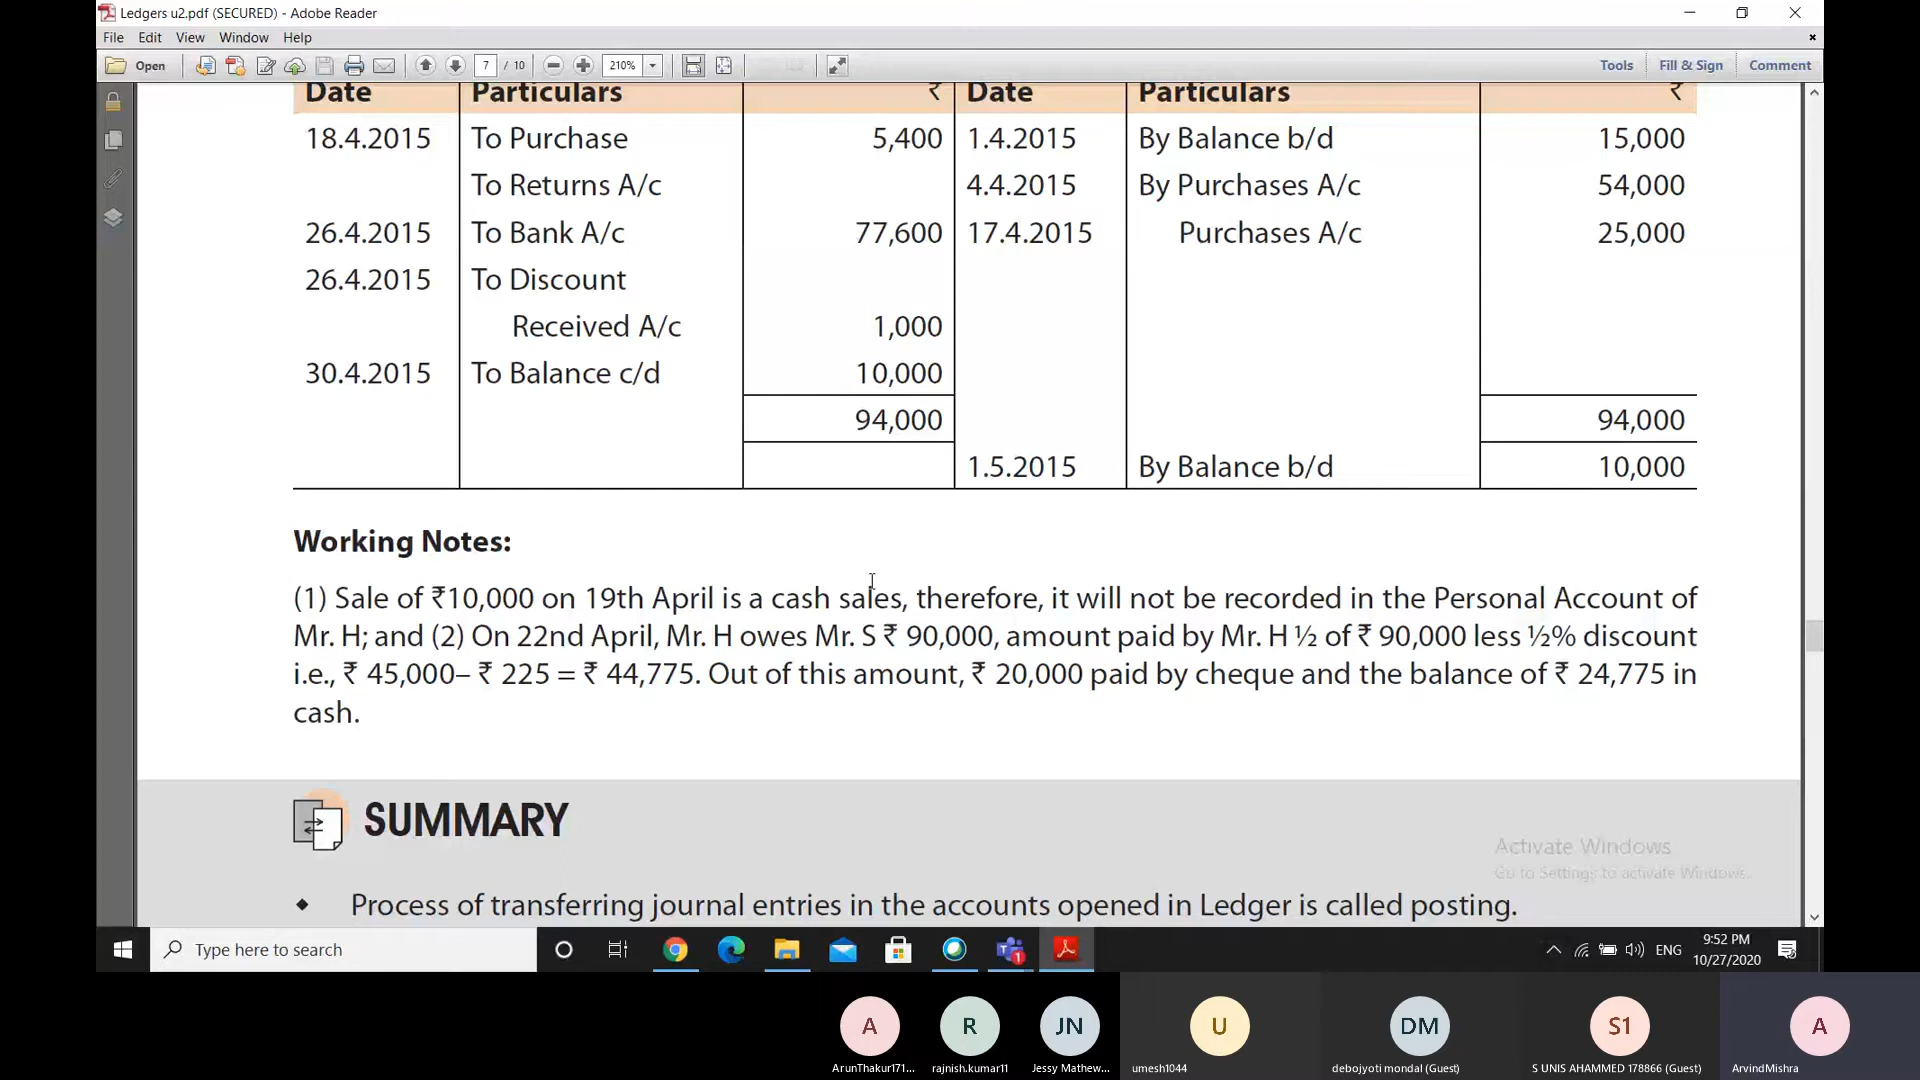 Ledgers u2.pdf (SECURED) - Adobe Reader
File Edit View Window Help
Open 7 / 10 210% Tools Fill & Sign Comment
Date Particulars ₹ Date Particulars ₹
18.4.2015 To Purchase 5,400 1.4.2015 By Balance b/d 15,000
To Returns A/c 4.4.2015 By Purchases A/c 54,000
26.4.2015 To Bank A/c 77,600 17.4.2015 Purchases A/c 25,000
26.4.2015 To Discount
Received A/c 1,000
30.4.2015 To Balance c/d 10,000
94,000 94,000
1.5.2015 By Balance b/d 10,000
Working Notes:
(1) Sale of ₹10,000 on 19th April is a cash sales, therefore, it will not be recorded in the Personal Account of
Mr. H; and (2) On 22nd April, Mr. H owes Mr. S ₹ 90,000, amount paid by Mr. H ½ of ₹ 90,000 less ½% discount
i.e., ₹ 45,000– ₹ 225 = ₹ 44,775. Out of this amount, ₹ 20,000 paid by cheque and the balance of ₹ 24,775 in
cash.
SUMMARY
Activate Windows
Go to Settings to activate Windows.
◆ Process of transferring journal entries in the accounts opened in Ledger is called posting.
Type here to search 1 ENG 9:52 PM
10/27/2020
A R JN U DM S1 A
ArunThakur171... rajnish.kumar11 Jessy Mathew... umesh1044 debojyoti mondal (Guest) S UNIS AHAMMED 178866 (Guest) ArvindMishra